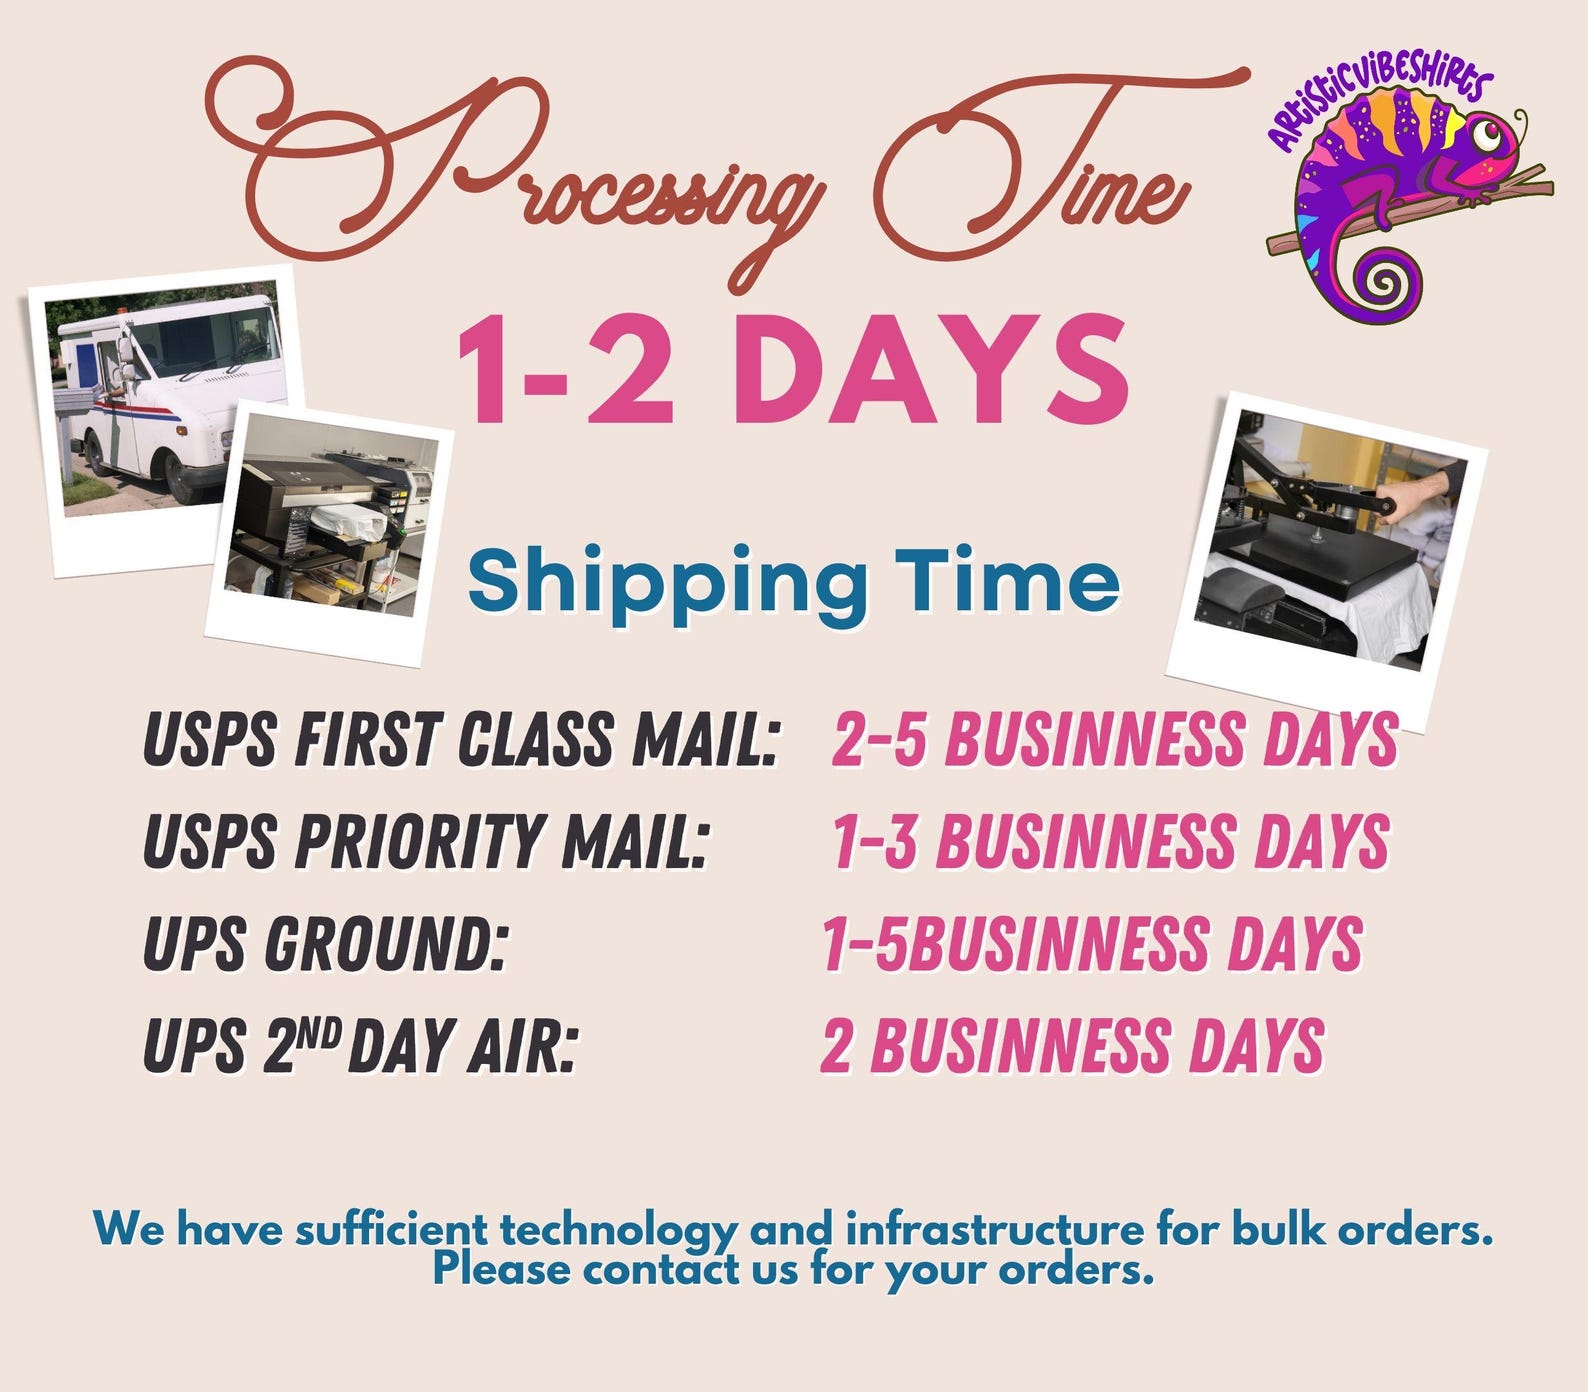 ARtiSticVibeSHiRts
Processing Time
1-2 DAYS
Shipping Time
USPS FIRST CLASS MAIL: 2-5 BUSINNESS DAYS
USPS PRIORITY MAIL: 1-3 BUSINNESS DAYS
UPS GROUND: 1-5BUSINNESS DAYS
UPS 2ND DAY AIR: 2 BUSINNESS DAYS
We have sufficient technology and infrastructure for bulk orders.
Please contact us for your orders.